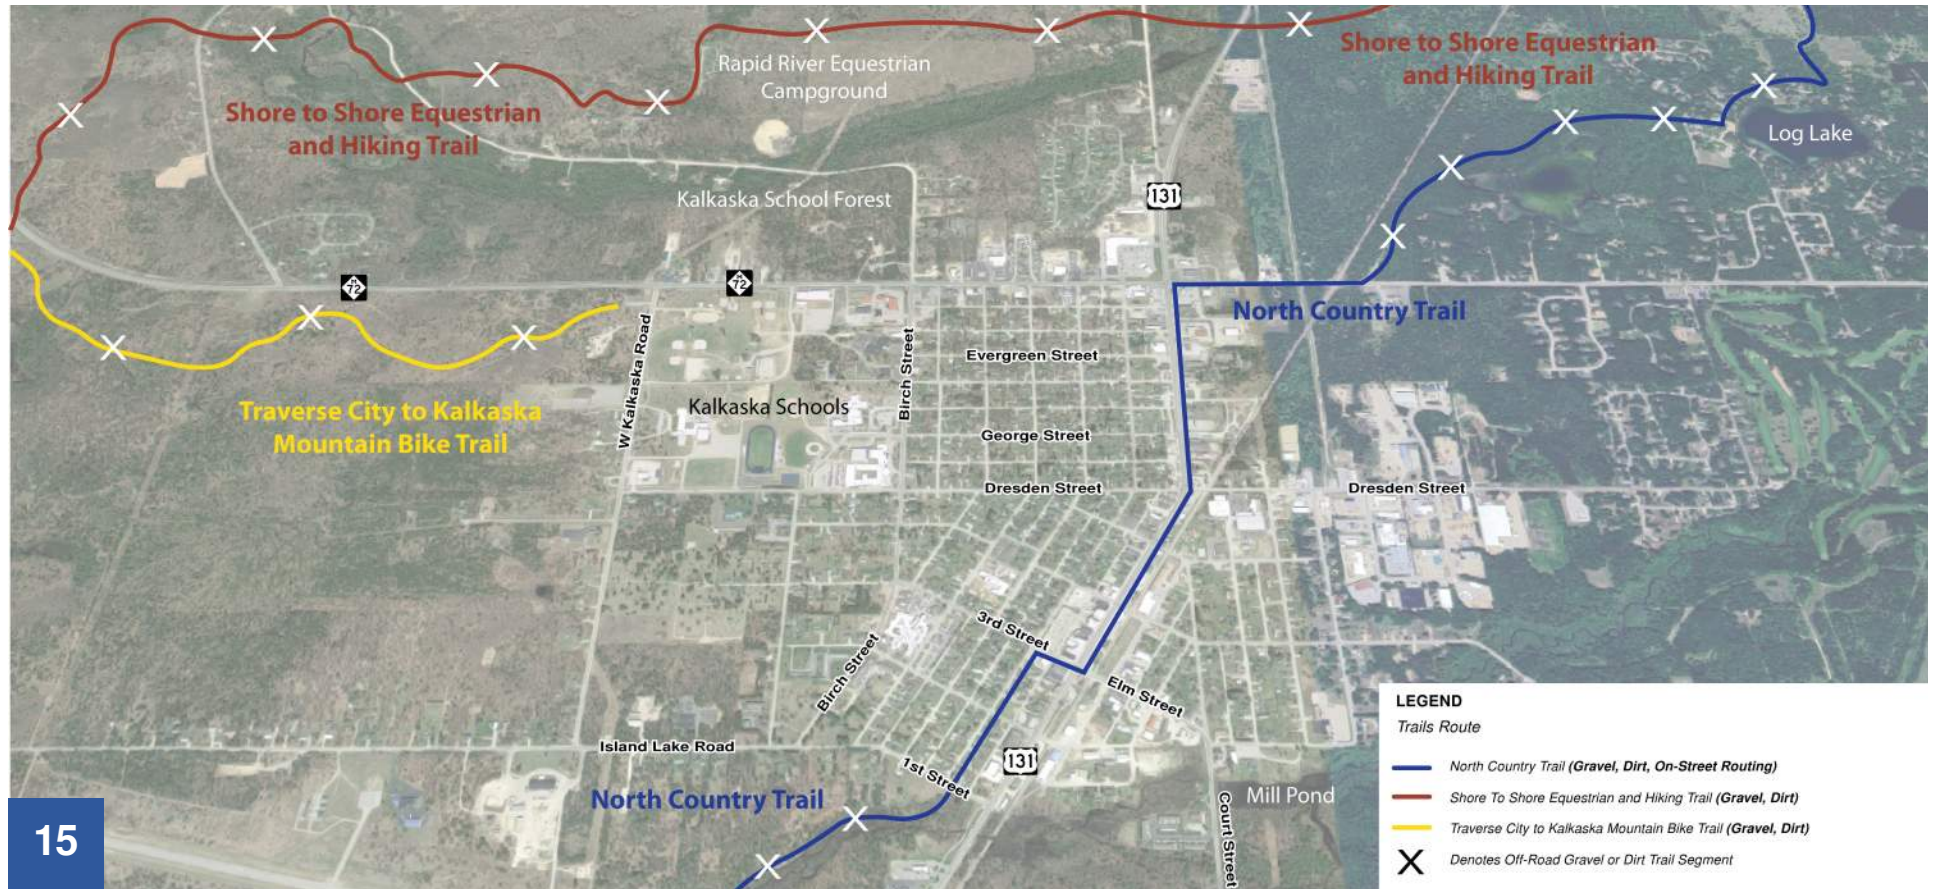 Shore to Shore Equestrian
and Hiking Trail
Rapid River Equestrian
Campground
Shore to Shore Equestrian
and Hiking Trail
Log Lake
Kalkaska School Forest
131
M
72
M
72
North Country Trail
W Kalkaska Road
Birch Street
Evergreen Street
Traverse City to Kalkaska
Mountain Bike Trail
Kalkaska Schools
George Street
Dresden Street
Dresden Street
3rd Street
Birch Street
Elm Street
Island Lake Road
1st Street
131
North Country Trail
Mill Pond
Court Street
15
LEGEND
Trails Route
North Country Trail (Gravel, Dirt, On-Street Routing)
Shore To Shore Equestrian and Hiking Trail (Gravel, Dirt)
Traverse City to Kalkaska Mountain Bike Trail (Gravel, Dirt)
X Denotes Off-Road Gravel or Dirt Trail Segment